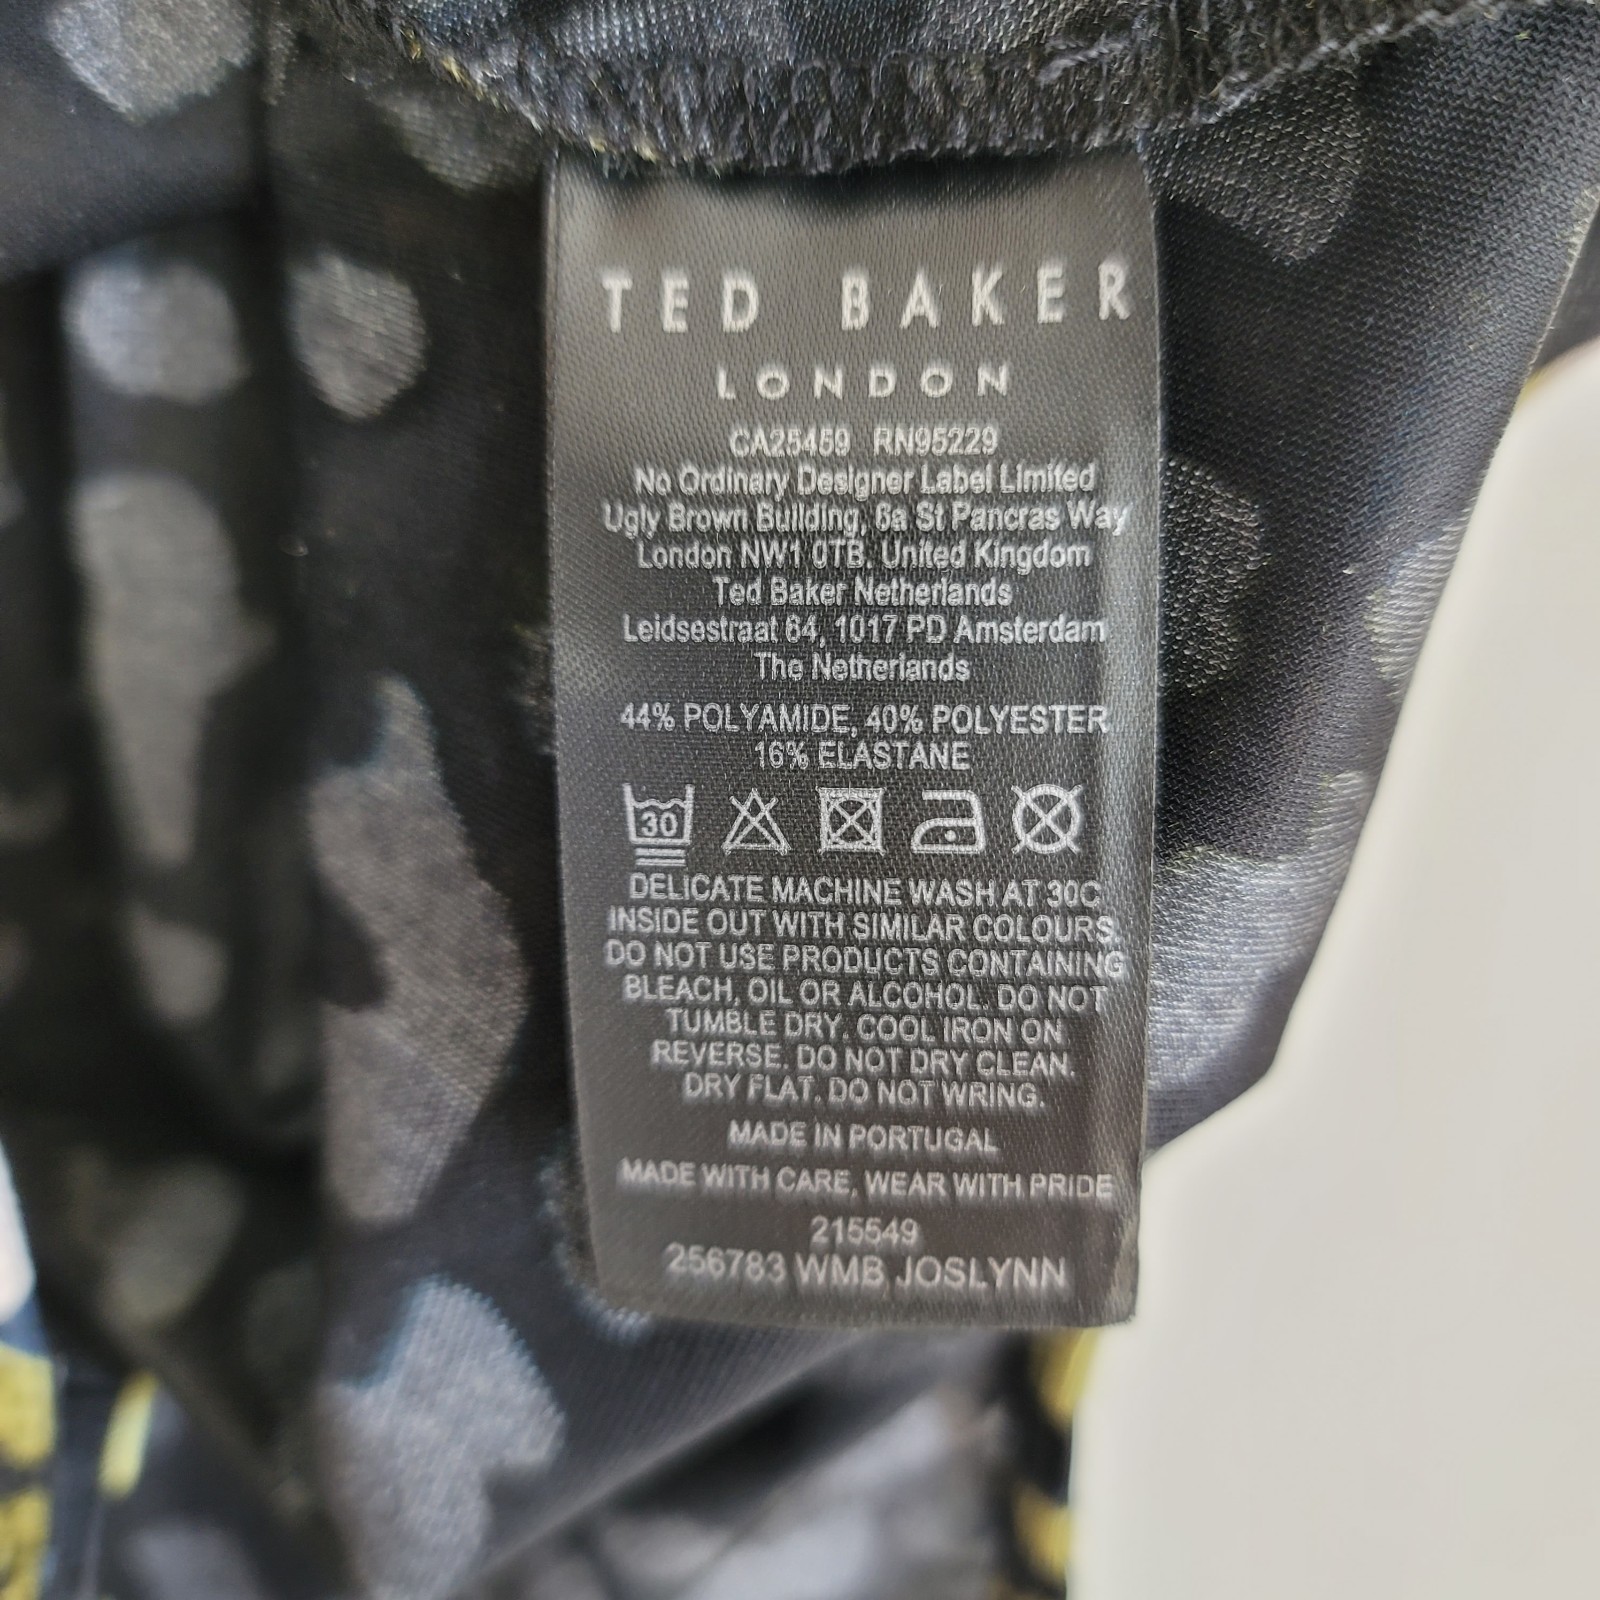 TED BAKER
LONDON
CA25459 RN95229
No Ordinary Designer Label Limited
Ugly Brown Building, 6a St Pancras Way
London NW1 0TB. United Kingdom
Ted Baker Netherlands
Leidsestraat 64, 1017 PD Amsterdam
The Netherlands
44% POLYAMIDE, 40% POLYESTER
16% ELASTANE
30
DELICATE MACHINE WASH AT 30C
INSIDE OUT WITH SIMILAR COLOURS.
DO NOT USE PRODUCTS CONTAINING
BLEACH, OIL OR ALCOHOL. DO NOT
TUMBLE DRY. COOL IRON ON
REVERSE. DO NOT DRY CLEAN.
DRY FLAT. DO NOT WRING.
MADE IN PORTUGAL
MADE WITH CARE, WEAR WITH PRIDE
215549
256783 WMB JOSLYNN